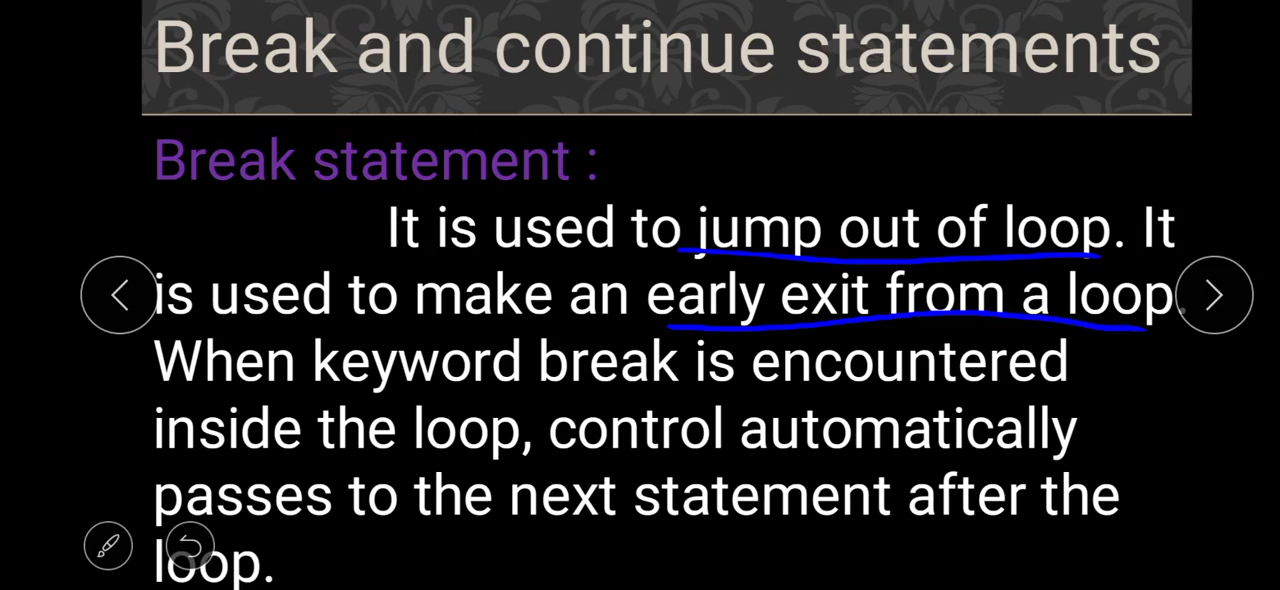 Break and continue statements
Break statement :
It is used to jump out of loop. It
is used to make an early exit from a loop.
When keyword break is encountered
inside the loop, control automatically
passes to the next statement after the
loop.